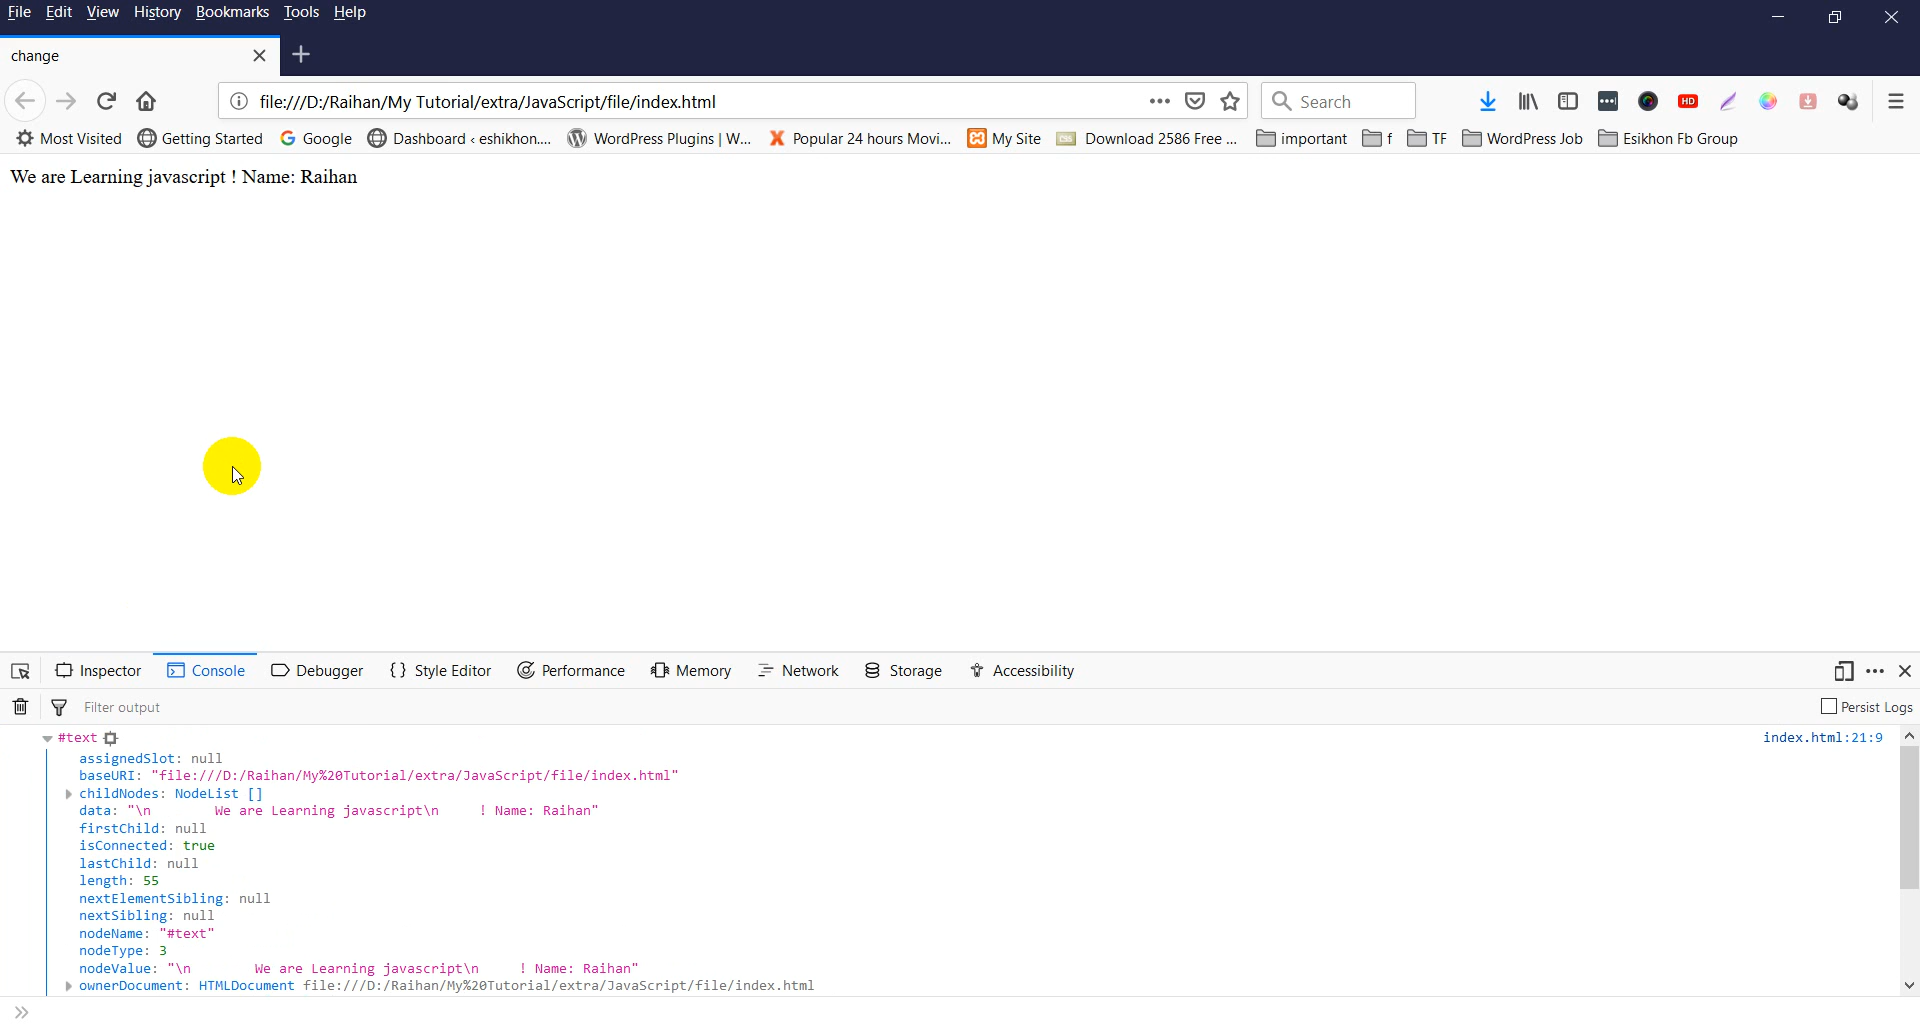 File Edit View History Bookmarks Tools Help
change
file:///D:/Raihan/My Tutorial/extra/JavaScript/file/index.html
Search
HD
Most Visited Getting Started Google Dashboard ‹ eshikhon.... WordPress Plugins | W... Popular 24 hours Movi... CSS My Site Download 2586 Free ... important f TF WordPress Job Esikhon Fb Group
We are Learning javascript ! Name: Raihan
Inspector Console Debugger {} Style Editor Performance Memory Network Storage Accessibility
Filter output Persist Logs
#text index.html:21:9
assignedSlot: null
baseURI: "file:///D:/Raihan/My%20Tutorial/extra/JavaScript/file/index.html"
childNodes: NodeList []
data: "\n We are Learning javascript\n ! Name: Raihan"
firstChild: null
isConnected: true
lastChild: null
length: 55
nextElementSibling: null
nextSibling: null
nodeName: "#text"
nodeType: 3
nodeValue: "\n We are Learning javascript\n ! Name: Raihan"
ownerDocument: HTMLDocument file:///D:/Raihan/My%20Tutorial/extra/JavaScript/file/index.html
»